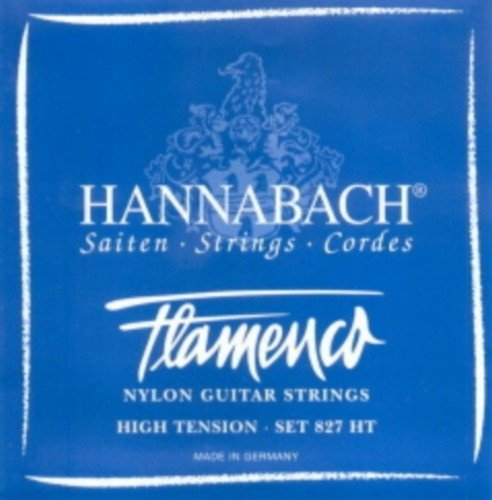 HANNABACH®
Saiten · Strings · Cordes
Flamenco
NYLON GUITAR STRINGS
HIGH TENSION · SET 827 HT
MADE IN GERMANY